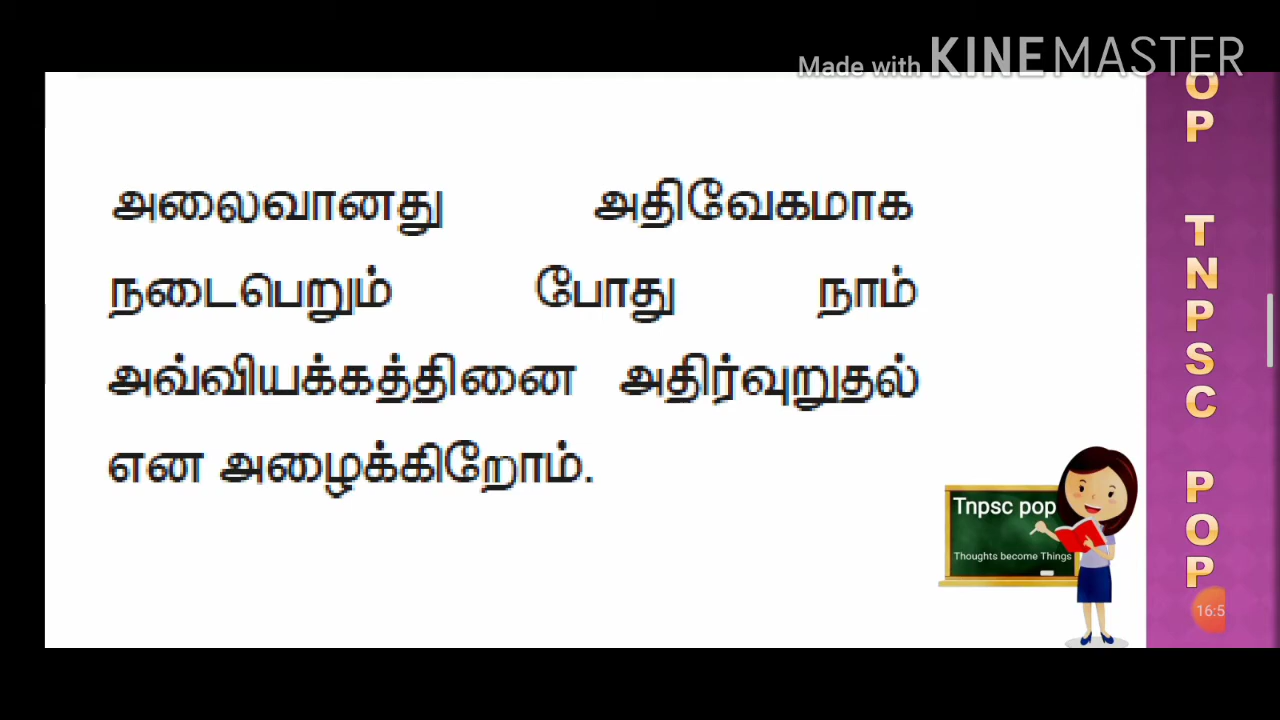 Made with KINEMASTER
அலைவானது அதிவேகமாக
நடைபெறும் போது நாம்
அவ்வியக்கத்தினை அதிர்வுறுதல்
என அழைக்கிறோம்.
Tnpsc pop
Thoughts become Things
OP TNPSC POP
16:5